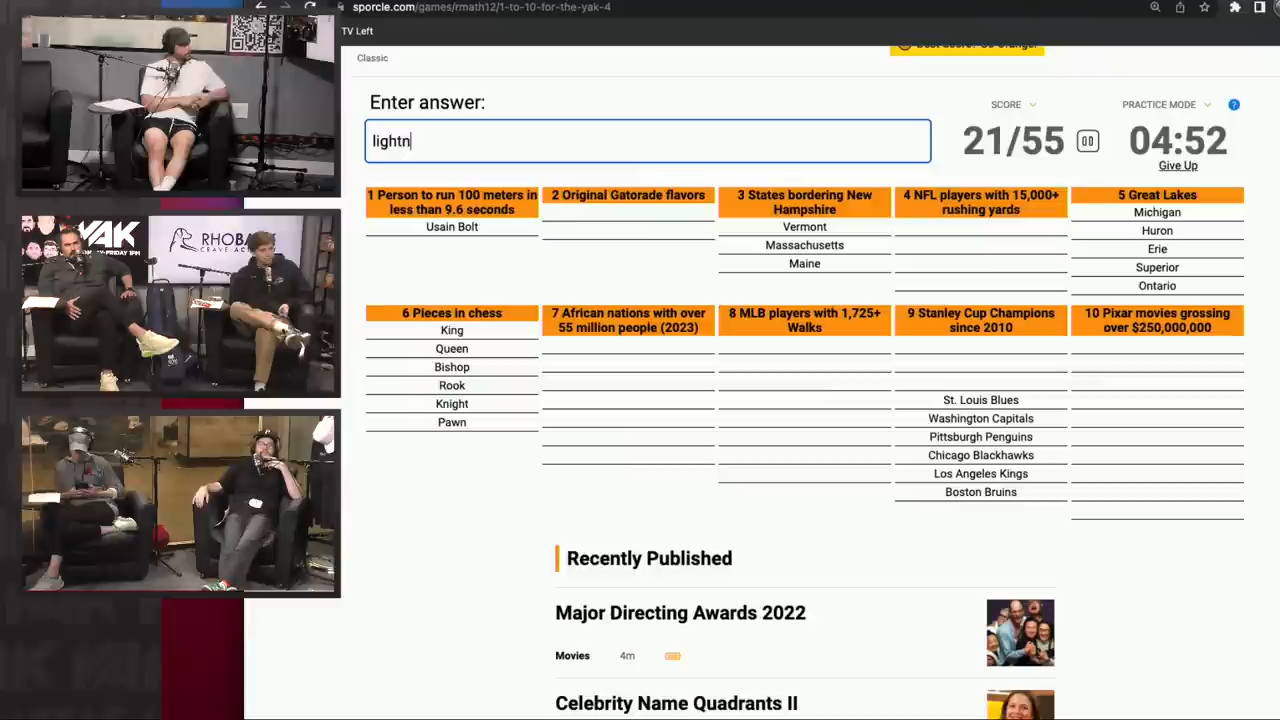 sporcle.com/games/rmath12/1-to-10-for-the-yak-4
TV Left
Classic
Enter answer:
lightn
SCORE
21/55
PRACTICE MODE
?
04:52
Give Up
1 Person to run 100 meters in
less than 9.6 seconds
Usain Bolt
2 Original Gatorade flavors
3 States bordering New
Hampshire
Vermont
Massachusetts
Maine
4 NFL players with 15,000+
rushing yards
5 Great Lakes
Michigan
Huron
Erie
Superior
Ontario
6 Pieces in chess
King
Queen
Bishop
Rook
Knight
Pawn
7 African nations with over
55 million people (2023)
8 MLB players with 1,725+
Walks
9 Stanley Cup Champions
since 2010
St. Louis Blues
Washington Capitals
Pittsburgh Penguins
Chicago Blackhawks
Los Angeles Kings
Boston Bruins
10 Pixar movies grossing
over $250,000,000
Recently Published
Major Directing Awards 2022
Movies
4m
Celebrity Name Quadrants II
YAK